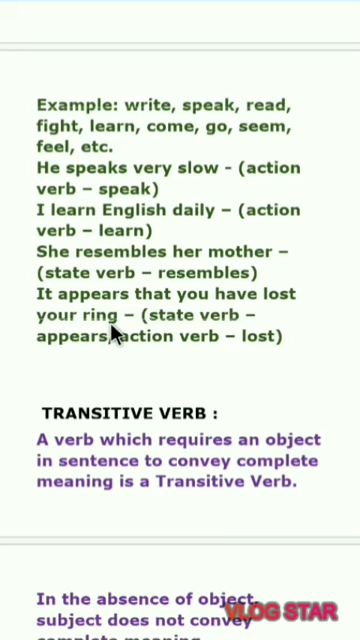 Example: write, speak, read,
fight, learn, come, go, seem,
feel, etc.
He speaks very slow - (action
verb – speak)
I learn English daily – (action
verb – learn)
She resembles her mother –
(state verb – resembles)
It appears that you have lost
your ring – (state verb –
appears/action verb – lost)
TRANSITIVE VERB :
A verb which requires an object
in sentence to convey complete
meaning is a Transitive Verb.
In the absence of object,
subject does not convey
complete meaning.
VLOG STAR